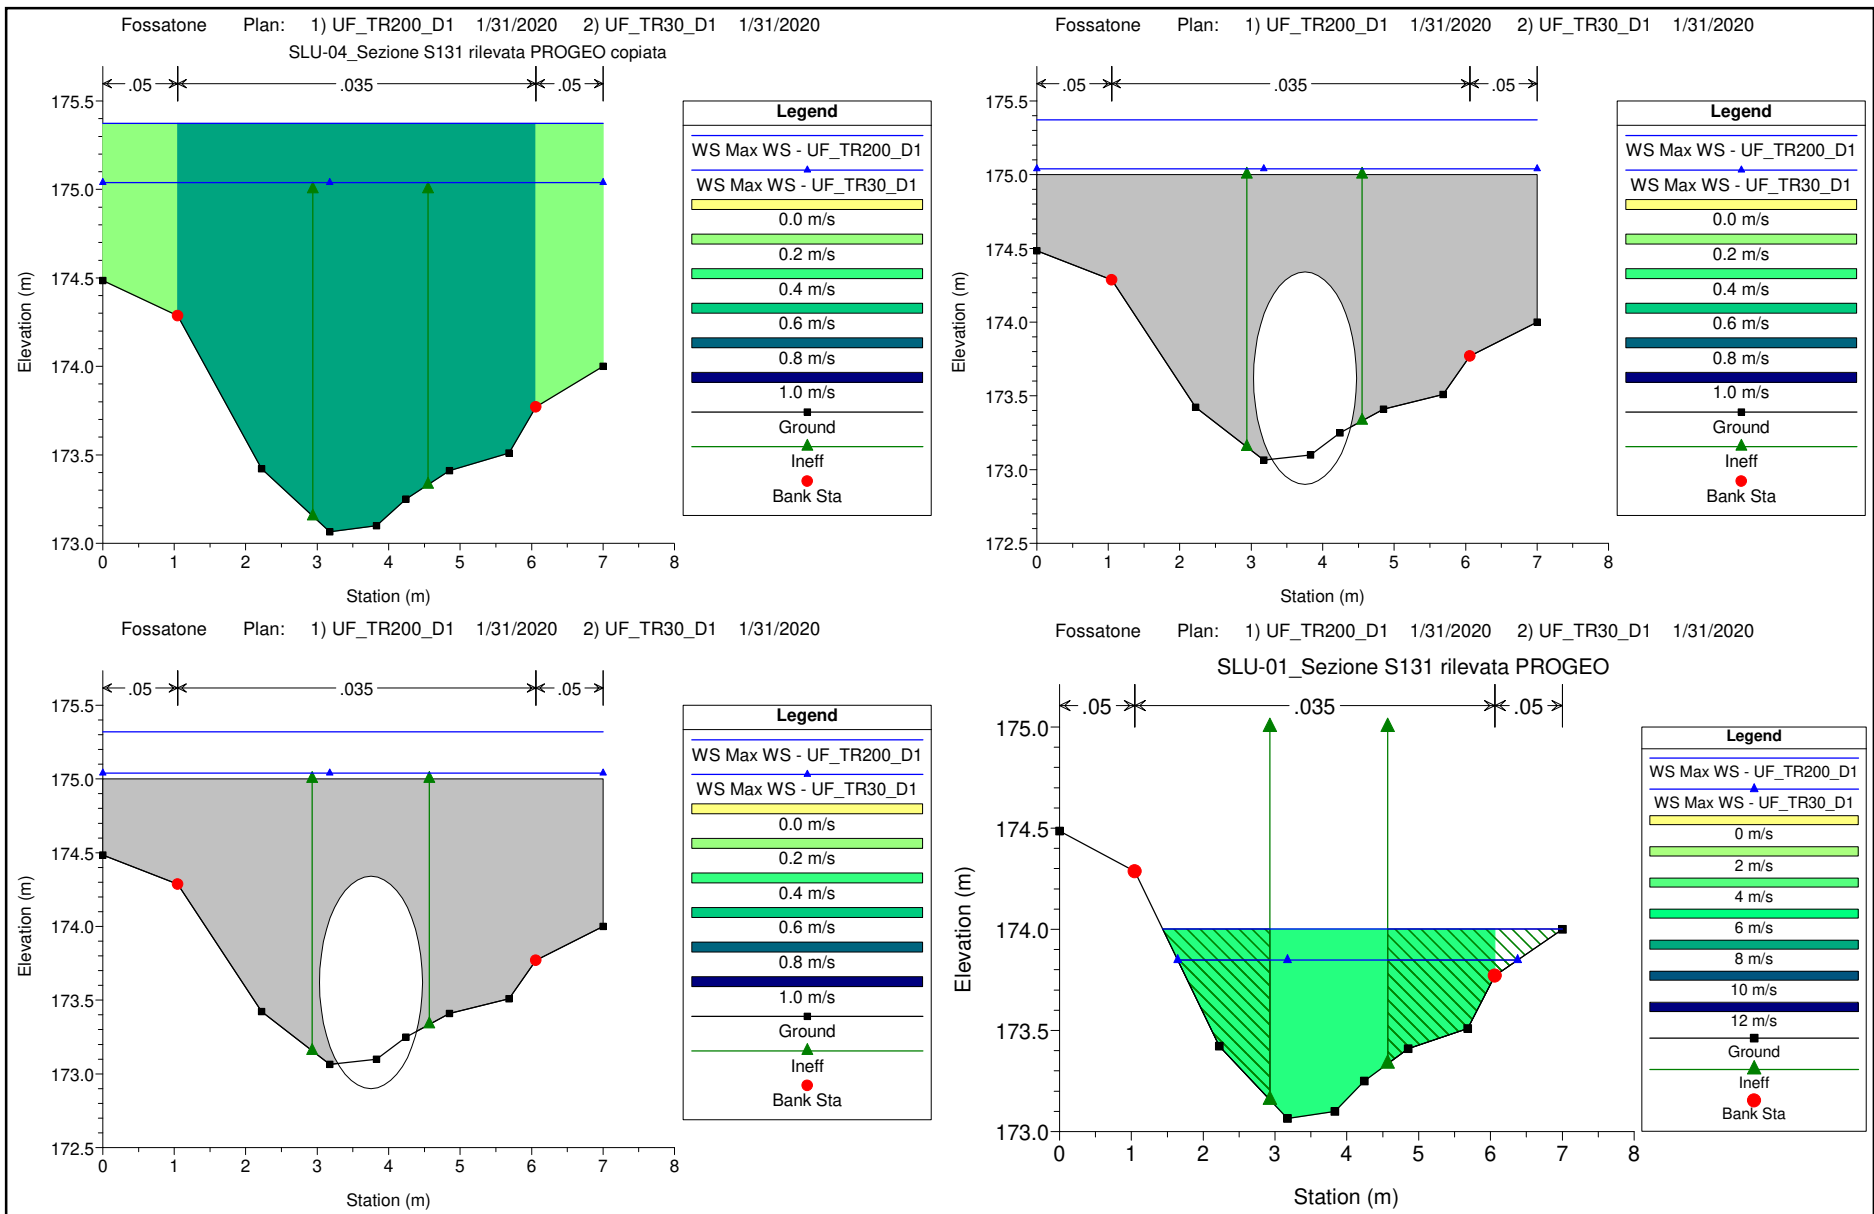 Fossatone Plan: 1) UF_TR200_D1 1/31/2020 2) UF_TR30_D1 1/31/2020
SLU-04_Sezione S131 rilevata PROGEO copiata
.05 .035 .05
175.5
175.0
174.5
174.0
173.5
173.0
Elevation (m)
0 1 2 3 4 5 6 7 8
Station (m)
Legend
WS Max WS - UF_TR200_D1
WS Max WS - UF_TR30_D1
0.0 m/s
0.2 m/s
0.4 m/s
0.6 m/s
0.8 m/s
1.0 m/s
Ground
Ineff
Bank Sta
Fossatone Plan: 1) UF_TR200_D1 1/31/2020 2) UF_TR30_D1 1/31/2020
.05 .035 .05
175.5
175.0
174.5
174.0
173.5
173.0
172.5
Elevation (m)
0 1 2 3 4 5 6 7 8
Station (m)
Legend
WS Max WS - UF_TR200_D1
WS Max WS - UF_TR30_D1
0.0 m/s
0.2 m/s
0.4 m/s
0.6 m/s
0.8 m/s
1.0 m/s
Ground
Ineff
Bank Sta
Fossatone Plan: 1) UF_TR200_D1 1/31/2020 2) UF_TR30_D1 1/31/2020
.05 .035 .05
175.5
175.0
174.5
174.0
173.5
173.0
172.5
Elevation (m)
0 1 2 3 4 5 6 7 8
Station (m)
Legend
WS Max WS - UF_TR200_D1
WS Max WS - UF_TR30_D1
0.0 m/s
0.2 m/s
0.4 m/s
0.6 m/s
0.8 m/s
1.0 m/s
Ground
Ineff
Bank Sta
Fossatone Plan: 1) UF_TR200_D1 1/31/2020 2) UF_TR30_D1 1/31/2020
SLU-01_Sezione S131 rilevata PROGEO
.05 .035 .05
175.0
174.5
174.0
173.5
173.0
Elevation (m)
0 1 2 3 4 5 6 7 8
Station (m)
Legend
WS Max WS - UF_TR200_D1
WS Max WS - UF_TR30_D1
0 m/s
2 m/s
4 m/s
6 m/s
8 m/s
10 m/s
12 m/s
Ground
Ineff
Bank Sta